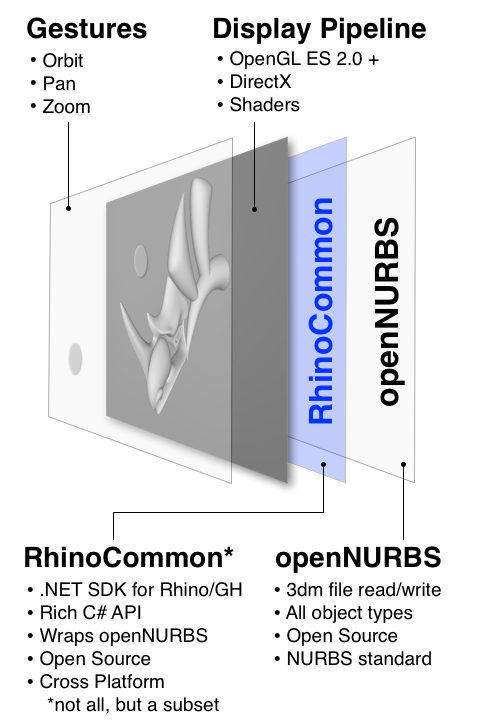 Gestures
• Orbit
• Pan
• Zoom
Display Pipeline
• OpenGL ES 2.0 +
• DirectX
• Shaders
RhinoCommon
openNURBS
RhinoCommon*
• .NET SDK for Rhino/GH
• Rich C# API
• Wraps openNURBS
• Open Source
• Cross Platform
*not all, but a subset
openNURBS
• 3dm file read/write
• All object types
• Open Source
• NURBS standard